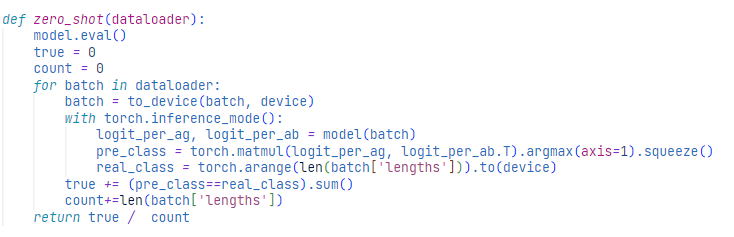 def zero_shot(dataloader):
    model.eval()
    true = 0
    count = 0
    for batch in dataloader:
        batch = to_device(batch, device)
        with torch.inference_mode():
            logit_per_ag, logit_per_ab = model(batch)
            pre_class = torch.matmul(logit_per_ag, logit_per_ab.T).argmax(axis=1).squeeze()
            real_class = torch.arange(len(batch['lengths'])).to(device)
        true += (pre_class==real_class).sum()
        count+=len(batch['lengths'])
    return true /  count